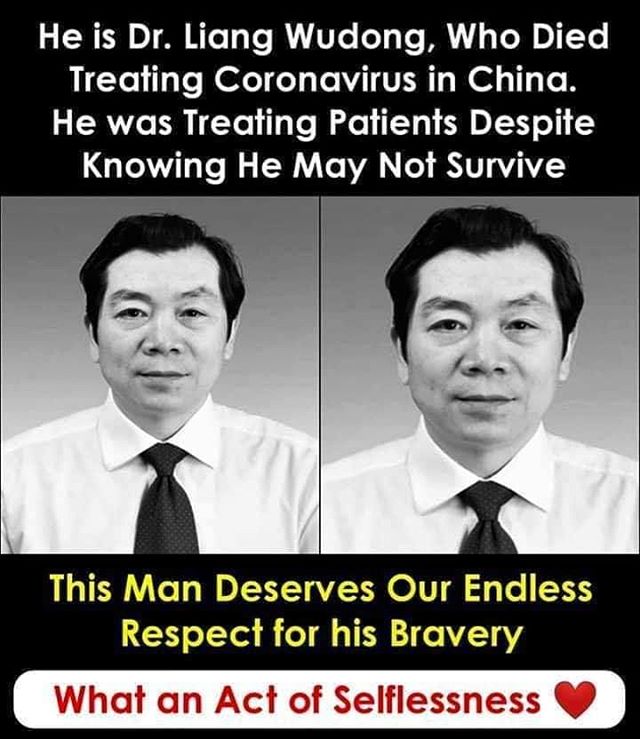 He is Dr. Liang Wudong, Who Died
Treating Coronavirus in China.
He was Treating Patients Despite
Knowing He May Not Survive
This Man Deserves Our Endless
Respect for his Bravery
What an Act of Selflessness ❤